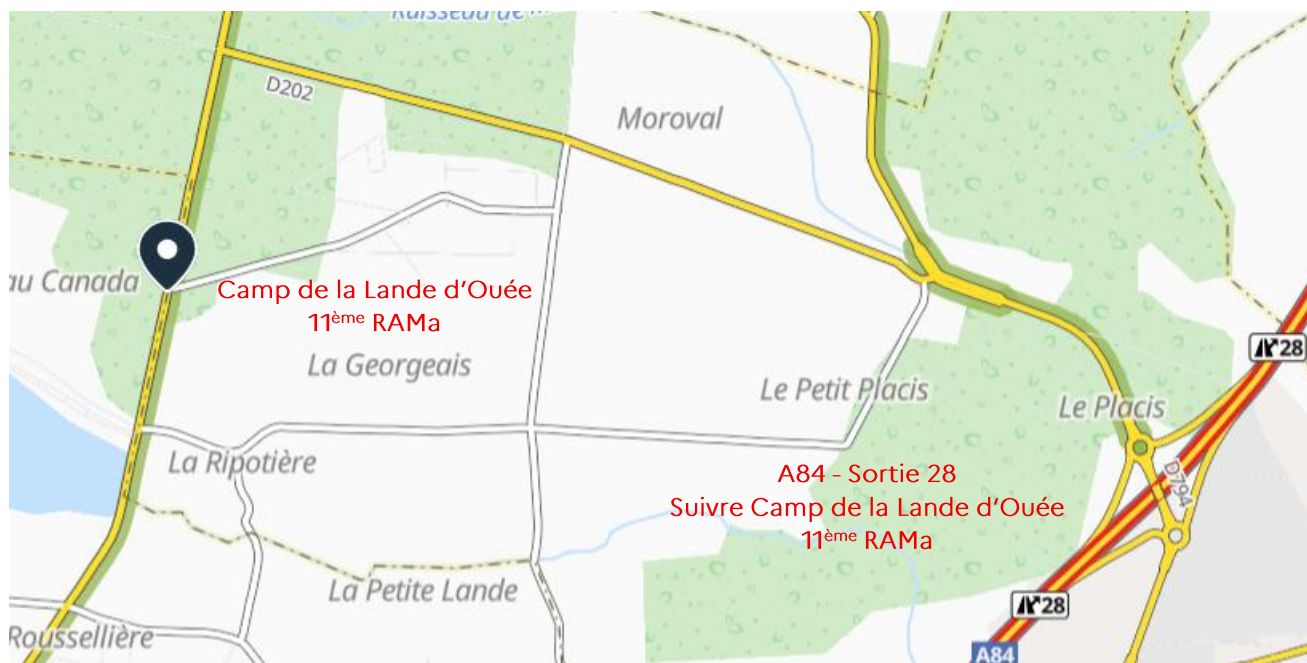 Ruisseau de
D202
Moroval
au Canada
Camp de la Lande d'Ouée
11ème RAMa
28
La Georgeais
Le Petit Placis
Le Placis
La Ripotière
A84 - Sortie 28
D794
Suivre Camp de la Lande d'Ouée
11ème RAMa
La Petite Lande
28
Roussellière
A84